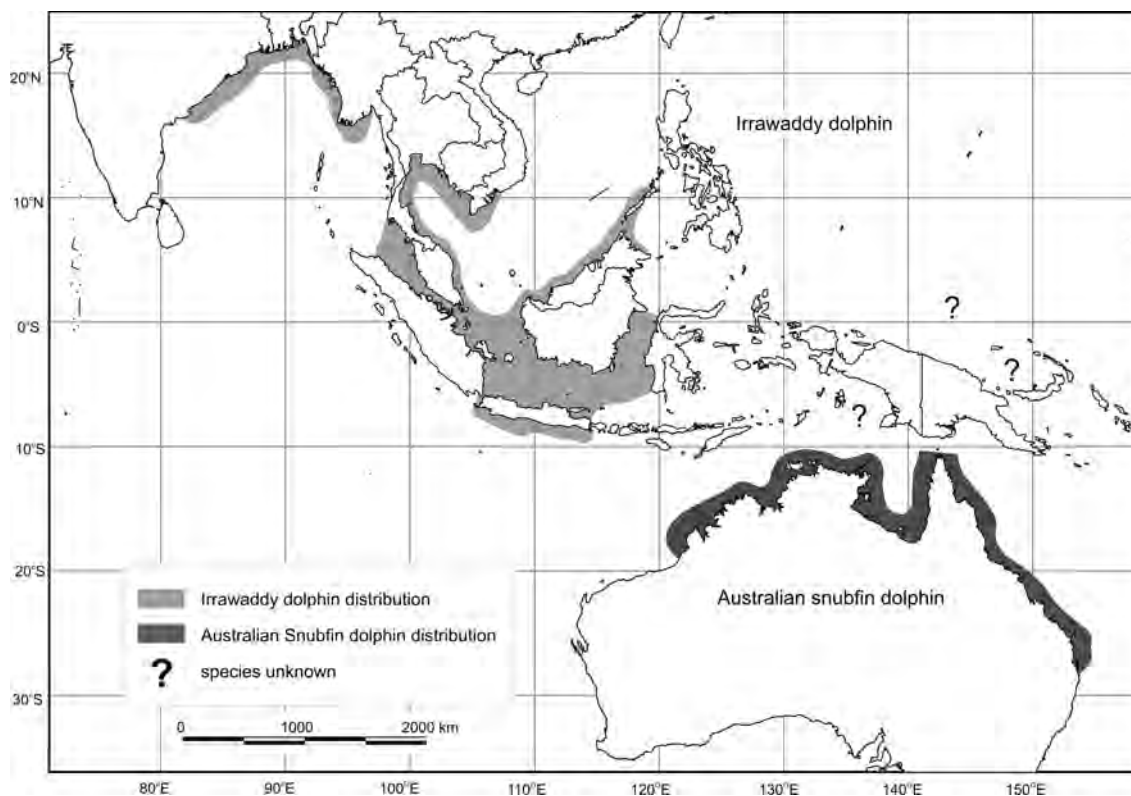 20°N
Irrawaddy dolphin
10°N
?
0°S
?
?
10°S
20°S
Irrawaddy dolphin distribution
Australian snubfin dolphin
Australian Snubfin dolphin distribution
? species unknown
30°S
0 1000 2000 km
80°E 90°E 100°E 110°E 120°E 130°E 140°E 150°E